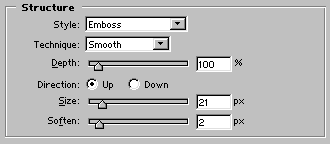 Structure
Style: Emboss
Technique: Smooth
Depth: 100 %
Direction: Up Down
Size: 21 px
Soften: 2 px